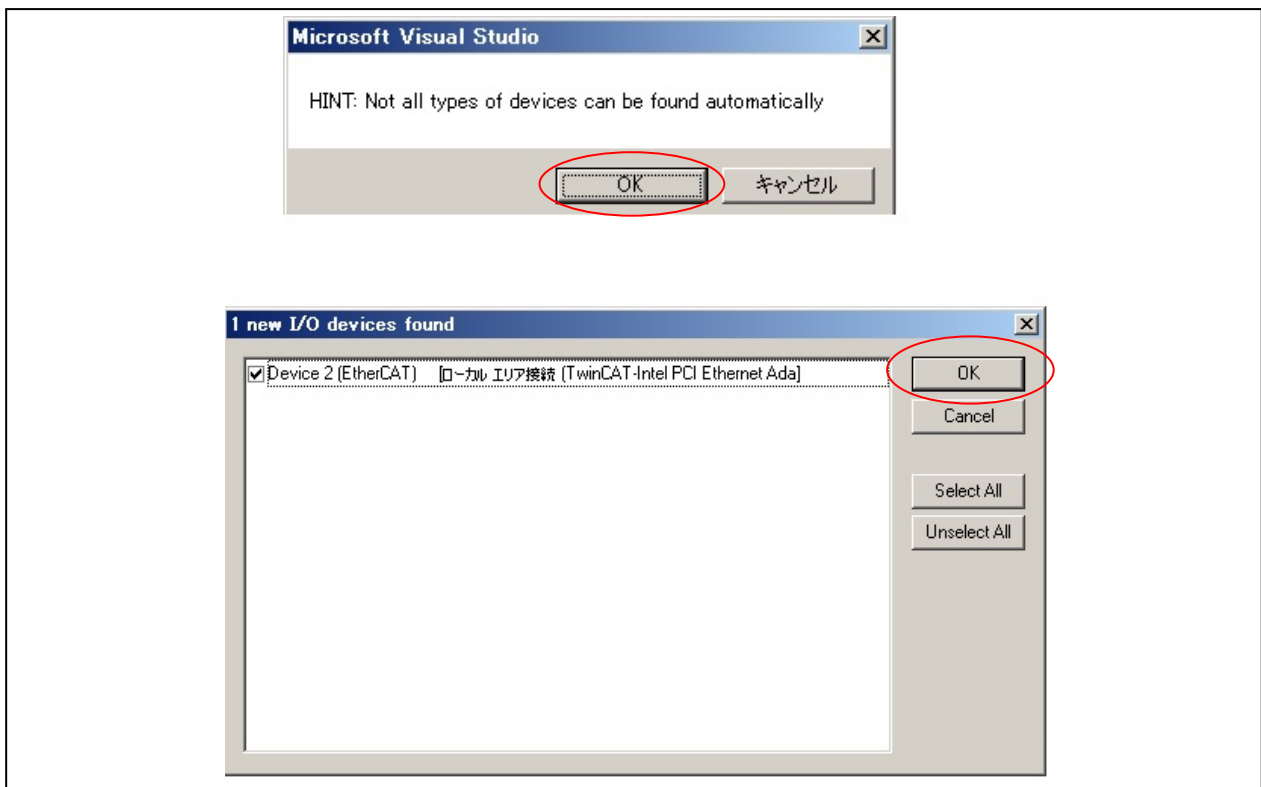 Microsoft Visual Studio
HINT: Not all types of devices can be found automatically
OK キャンセル
1 new I/O devices found
Device 2 (EtherCAT) [ローカル エリア接続 (TwinCAT-Intel PCI Ethernet Ada]
OK
Cancel
Select All
Unselect All